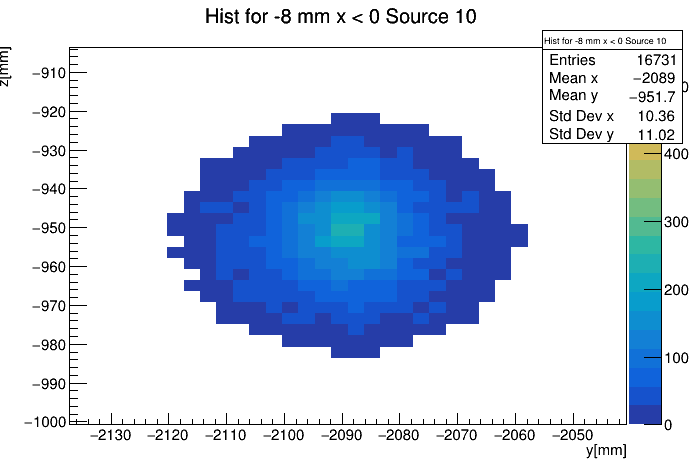 Hist for -8 mm x < 0 Source 10
z[mm]
Hist for -8 mm x < 0 Source 10
Entries 16731
Mean x −2089
Mean y −951.7
Std Dev x 10.36
Std Dev y 11.02
−910
−920
−930
−940
−950
−960
−970
−980
−990
−1000
−2130 −2120 −2110 −2100 −2090 −2080 −2070 −2060 −2050
y[mm]
400
300
200
100
0